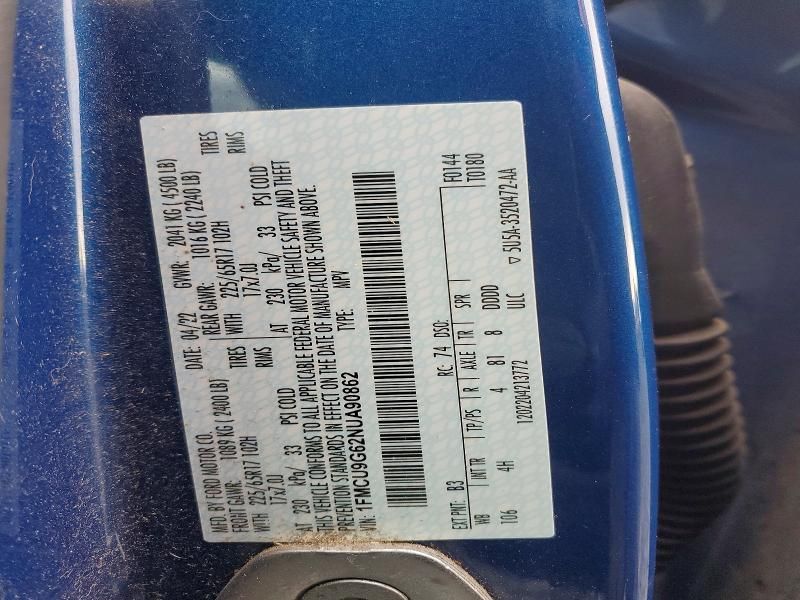 MFD. BY FORD MOTOR CO.
DATE: 04/22 GVWR: 2041 KG ( 4500 LB)
FRONT GAWR: 1089 KG ( 2400 LB) REAR GAWR: 1016 KG ( 2240 LB)
WITH 225/65R17 102H TIRES WITH 225/65R17 102H TIRES
17x7.0J RIMS 17x7.0J RIMS
AT 230 kPa/ 33 PSI COLD AT 230 kPa/ 33 PSI COLD
THIS VEHICLE CONFORMS TO ALL APPLICABLE FEDERAL MOTOR VEHICLE SAFETY AND THEFT
PREVENTION STANDARDS IN EFFECT ON THE DATE OF MANUFACTURE SHOWN ABOVE.
VIN: 1FMCU9G62NUA90862 TYPE: MPV
EXT PNT: B3 RC: 74 DSO: F0144
WB INT TR TP/PS R AXLE TR SPR T0180
106 4H 4 81 8 DDDD
1202204213772 ULC ▽ 5U5A-3520472-AA